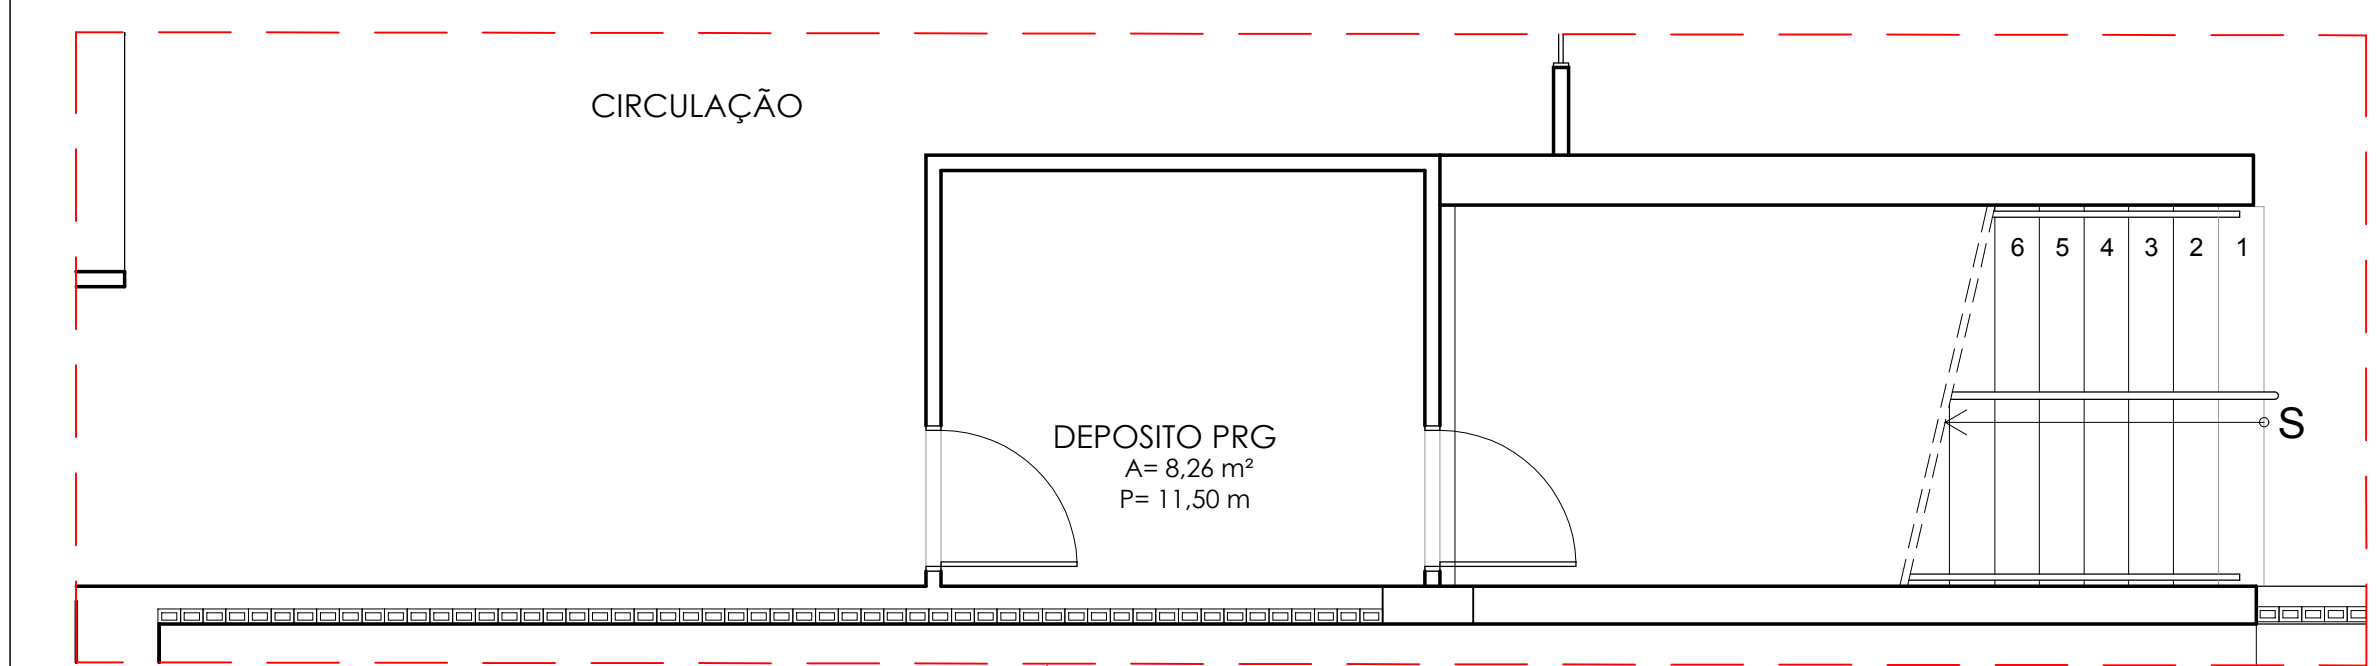 CIRCULAÇÃO
6 5 4 3 2 1
S
DEPOSITO PRG
A= 8,26 m²
P= 11,50 m